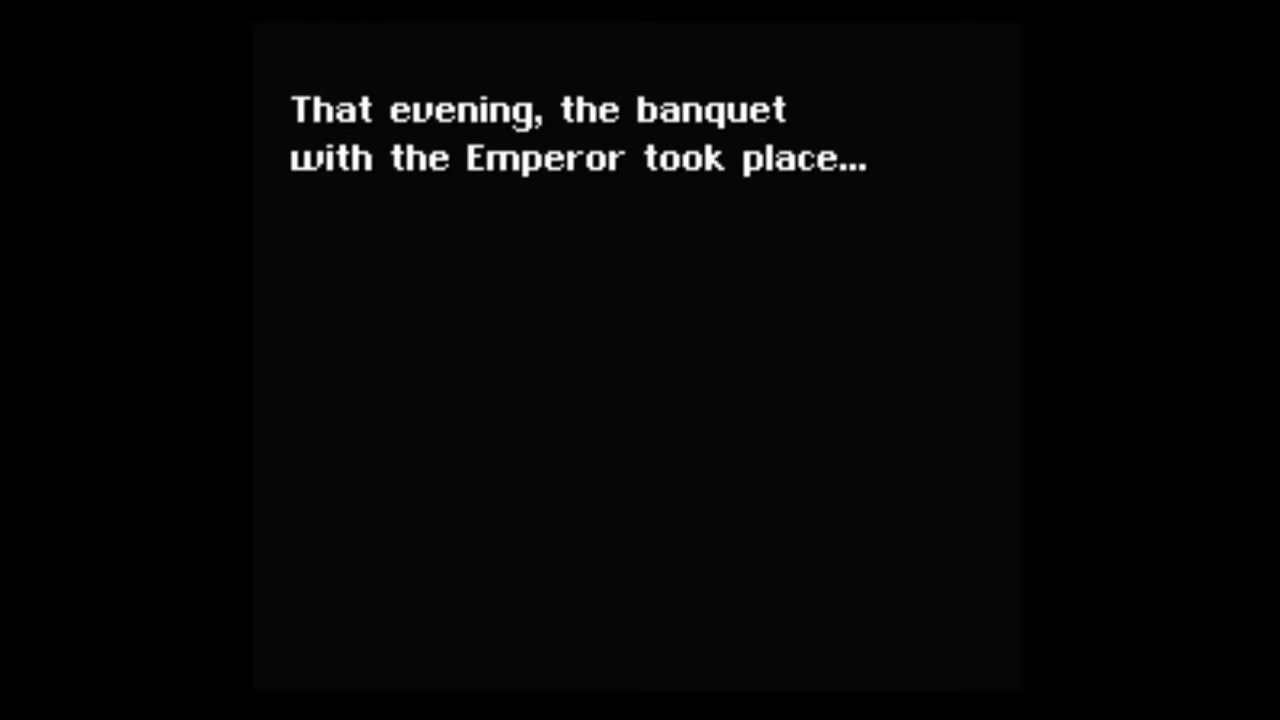 That evening, the banquet
with the Emperor took place...